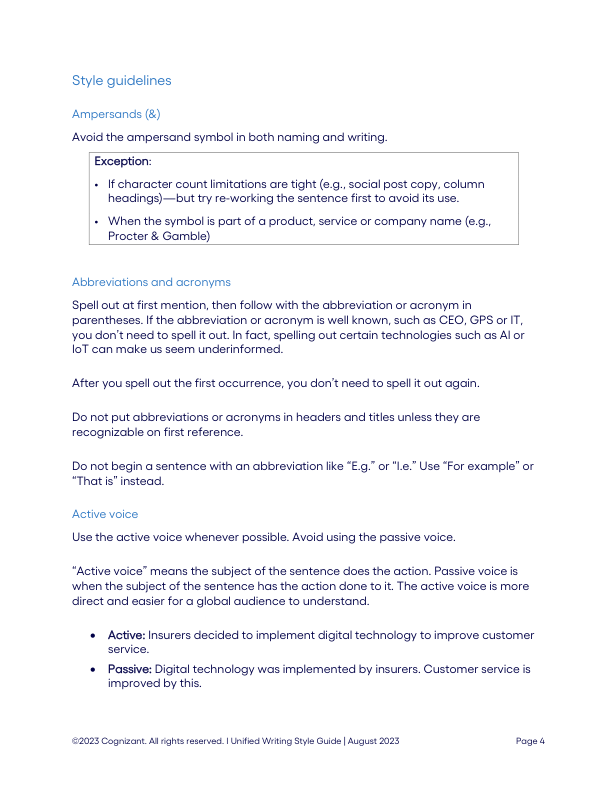 Style guidelines
Ampersands (&)
Avoid the ampersand symbol in both naming and writing.
Exception:
• If character count limitations are tight (e.g., social post copy, column
headings)—but try re-working the sentence first to avoid its use.
• When the symbol is part of a product, service or company name (e.g.,
Procter & Gamble)
Abbreviations and acronyms
Spell out at first mention, then follow with the abbreviation or acronym in
parentheses. If the abbreviation or acronym is well known, such as CEO, GPS or IT,
you don’t need to spell it out. In fact, spelling out certain technologies such as AI or
IoT can make us seem underinformed.
After you spell out the first occurrence, you don’t need to spell it out again.
Do not put abbreviations or acronyms in headers and titles unless they are
recognizable on first reference.
Do not begin a sentence with an abbreviation like “E.g.” or “I.e.” Use “For example” or
“That is” instead.
Active voice
Use the active voice whenever possible. Avoid using the passive voice.
“Active voice” means the subject of the sentence does the action. Passive voice is
when the subject of the sentence has the action done to it. The active voice is more
direct and easier for a global audience to understand.
• Active: Insurers decided to implement digital technology to improve customer
service.
• Passive: Digital technology was implemented by insurers. Customer service is
improved by this.
©2023 Cognizant. All rights reserved. I Unified Writing Style Guide | August 2023 Page 4